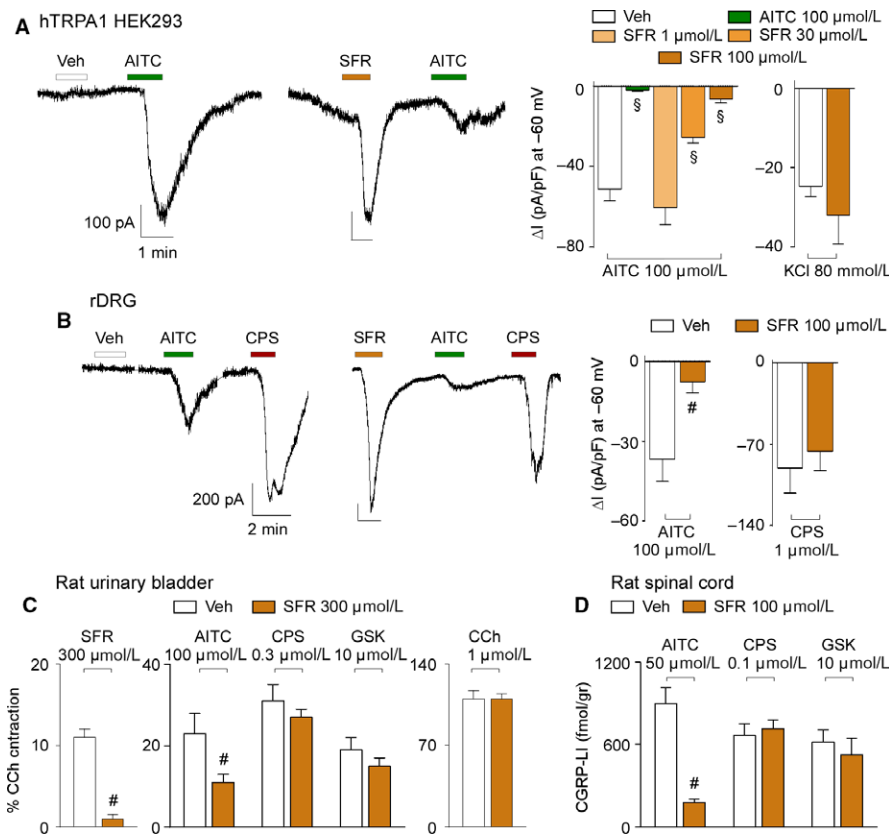 A hTRPA1 HEK293
Veh AITC SFR AITC
100 pA
1 min
Veh AITC 100 µmol/L
SFR 1 µmol/L SFR 30 µmol/L
SFR 100 µmol/L
ΔI (pA/pF) at –60 mV
0
–40
–80
§ § §
AITC 100 µmol/L
0
–20
–40
KCl 80 mmol/L
B rDRG
Veh AITC CPS SFR AITC CPS
200 pA
2 min
Veh SFR 100 µmol/L
ΔI (pA/pF) at –60 mV
0
–30
–60
#
AITC
100 µmol/L
0
–70
–140
CPS
1 µmol/L
Rat urinary bladder
C Veh SFR 300 µmol/L
% CCh cntraction
SFR
300 µmol/L
20
10
0
#
AITC CPS GSK
100 µmol/L 0.3 µmol/L 10 µmol/L
40
20
0
#
CCh
1 µmol/L
140
70
0
Rat spinal cord
D Veh SFR 100 µmol/L
AITC CPS GSK
50 µmol/L 0.1 µmol/L 10 µmol/L
CGRP-LI (fmol/gr)
1200
600
0
#